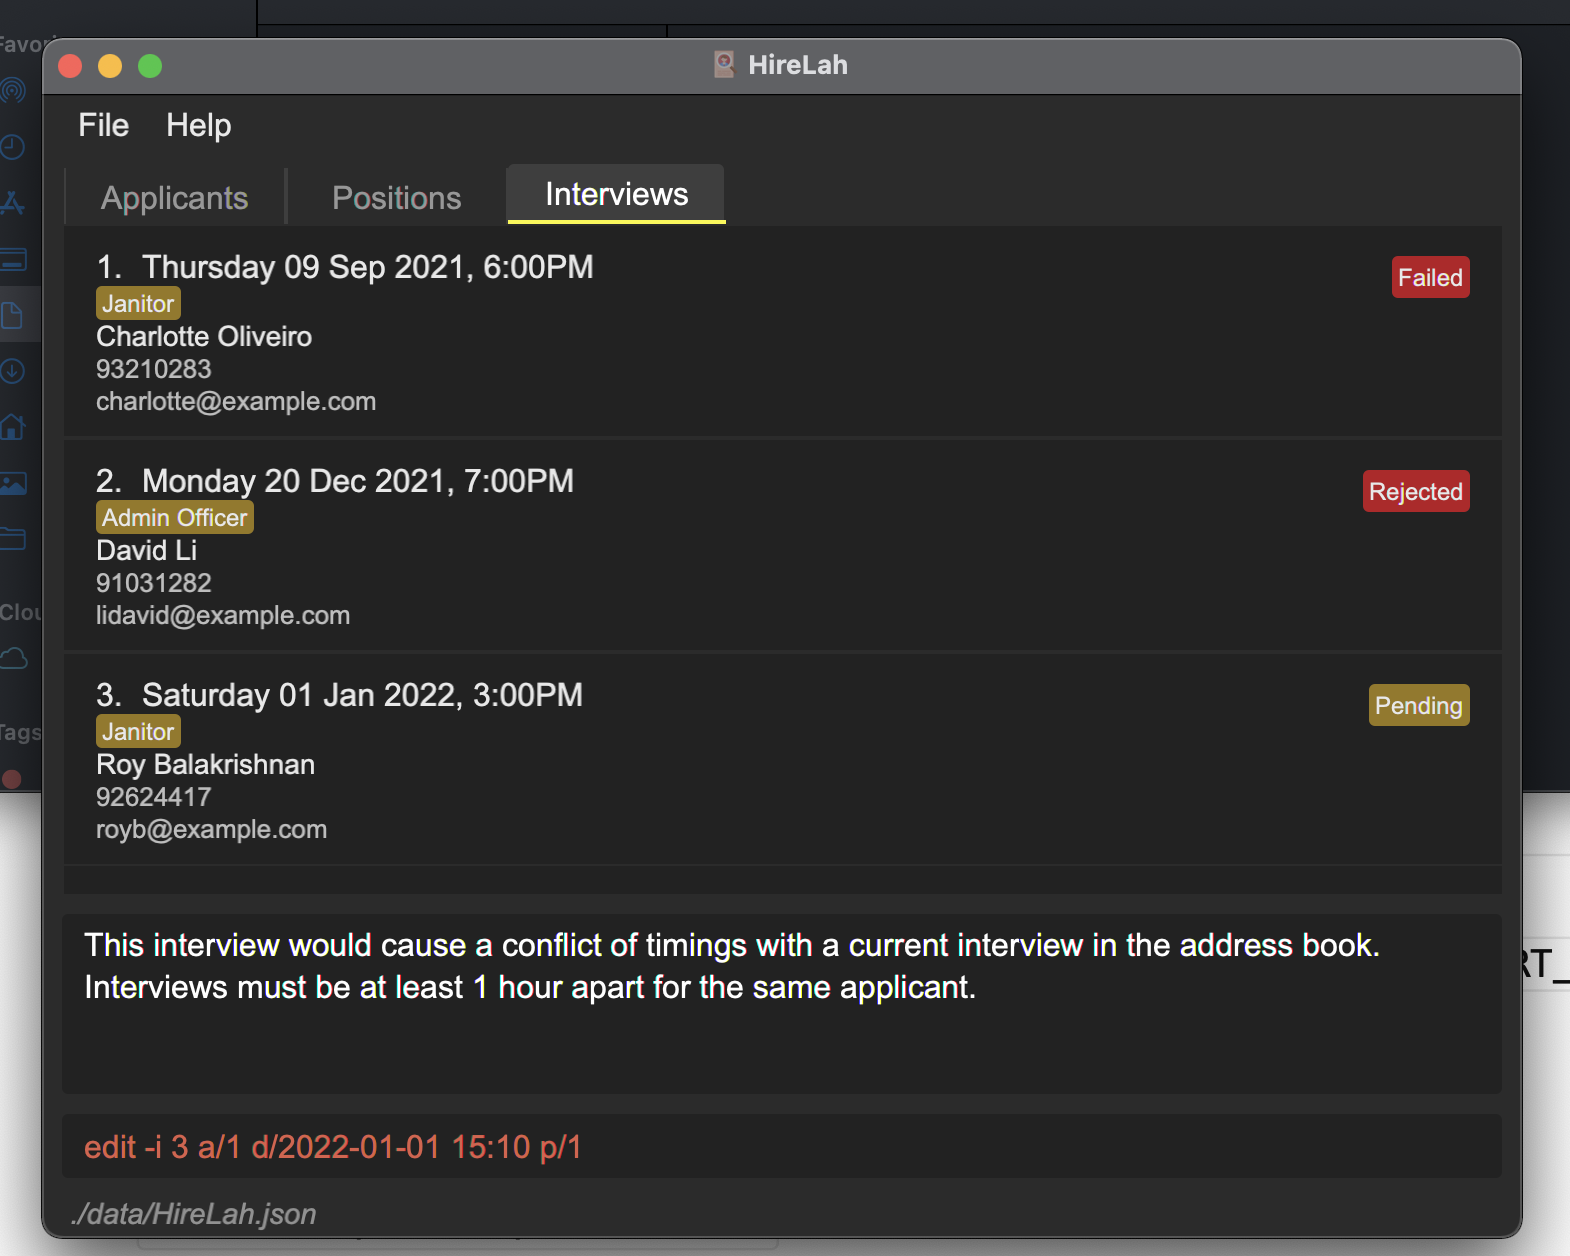 HireLah
File Help
Applicants Positions Interviews
1. Thursday 09 Sep 2021, 6:00PM
Failed
Janitor
Charlotte Oliveiro
93210283
charlotte@example.com
2. Monday 20 Dec 2021, 7:00PM
Rejected
Admin Officer
David Li
91031282
lidavid@example.com
3. Saturday 01 Jan 2022, 3:00PM
Pending
Janitor
Roy Balakrishnan
92624417
royb@example.com
This interview would cause a conflict of timings with a current interview in the address book.
Interviews must be at least 1 hour apart for the same applicant.
edit -i 3 a/1 d/2022-01-01 15:10 p/1
./data/HireLah.json
Tags